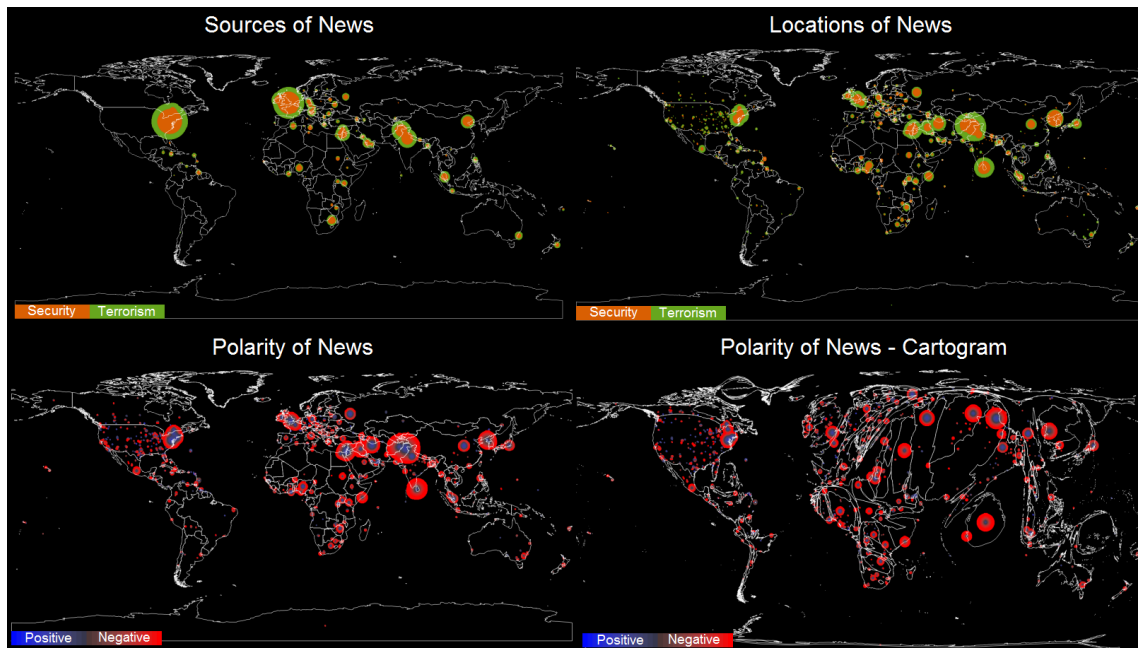 Sources of News
Locations of News
Security Terrorism
Security Terrorism
Polarity of News
Polarity of News - Cartogram
Positive Negative
Positive Negative